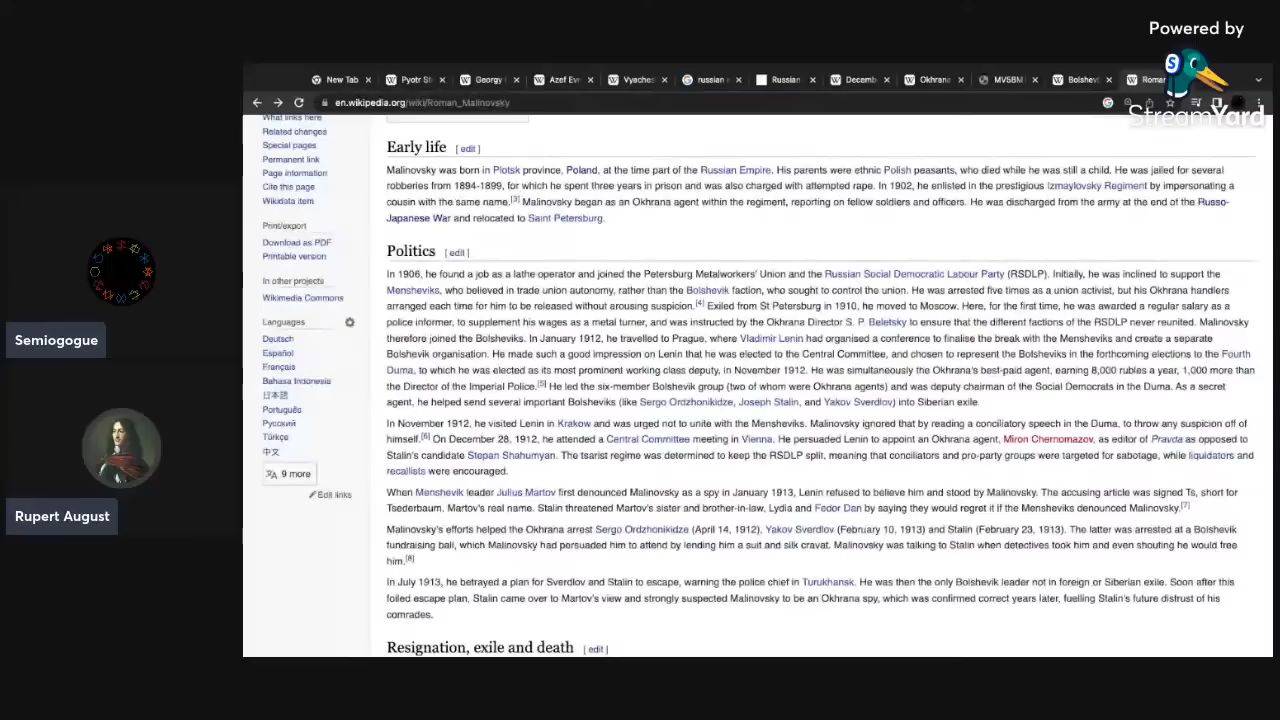 Powered by
S
StreamYard
New Tab
Pyotr St
Georgy
Azef Eve
Vyaches
russian e
Russian
Decemb
Okhrana
MV5BM
Bolshevi
Roma
en.wikipedia.org/wiki/Roman_Malinovsky
What links here
Related changes
Special pages
Permanent link
Page information
Cite this page
Wikidata item
Print/export
Download as PDF
Printable version
In other projects
Wikimedia Commons
Languages
Deutsch
Español
Français
Bahasa Indonesia
日本語
Português
Русский
Türkçe
中文
9 more
Edit links
Early life [ edit ]
Malinovsky was born in Plotsk province, Poland, at the time part of the Russian Empire. His parents were ethnic Polish peasants, who died while he was still a child. He was jailed for several
robberies from 1894-1899, for which he spent three years in prison and was also charged with attempted rape. In 1902, he enlisted in the prestigious Izmaylovsky Regiment by impersonating a
cousin with the same name.[3] Malinovsky began as an Okhrana agent within the regiment, reporting on fellow soldiers and officers. He was discharged from the army at the end of the Russo-
Japanese War and relocated to Saint Petersburg.
Politics [ edit ]
In 1906, he found a job as a lathe-operator and joined the Petersburg Metalworkers' Union and the Russian Social Democratic Labour Party (RSDLP). Initially, he was inclined to support the
Mensheviks, who believed in trade union autonomy, rather than the Bolshevik faction, who sought to control the union. He was arrested five times as a union activist, but his Okhrana handlers
arranged each time for him to be released without arousing suspicion.[4] Exiled from St Petersburg in 1910, he moved to Moscow. Here, for the first time, he was awarded a regular salary as a
police informer, to supplement his wages as a metal turner, and was instructed by the Okhrana Director S. P. Beletsky to ensure that the different factions of the RSDLP never reunited. Malinovsky
therefore joined the Bolsheviks. In January 1912, he travelled to Prague, where Vladimir Lenin had organised a conference to finalise the break with the Mensheviks and create a separate
Bolshevik organisation. He made such a good impression on Lenin that he was elected to the Central Committee, and chosen to represent the Bolsheviks in the forthcoming elections to the Fourth
Duma, to which he was elected as its most prominent working class deputy, in November 1912. He was simultaneously the Okhrana's best-paid agent, earning 8,000 rubles a year, 1,000 more than
the Director of the Imperial Police.[5] He led the six-member Bolshevik group (two of whom were Okhrana agents) and was deputy chairman of the Social Democrats in the Duma. As a secret
agent, he helped send several important Bolsheviks (like Sergo Ordzhonikidze, Joseph Stalin, and Yakov Sverdlov) into Siberian exile.
In November 1912, he visited Lenin in Krakow and was urged not to unite with the Mensheviks. Malinovsky ignored that by reading a conciliatory speech in the Duma, to throw any suspicion off of
himself.[6] On December 28, 1912, he attended a Central Committee meeting in Vienna. He persuaded Lenin to appoint an Okhrana agent, Miron Chernomazov, as editor of Pravda as opposed to
Stalin's candidate Stepan Shahumyan. The tsarist regime was determined to keep the RSDLP split, meaning that conciliators and pro-party groups were targeted for sabotage, while liquidators and
recallists were encouraged.
When Menshevik leader Julius Martov first denounced Malinovsky as a spy in January 1913, Lenin refused to believe him and stood by Malinovsky. The accusing article was signed Ts, short for
Tsederbaum, Martov's real name. Stalin threatened Martov's sister and brother-in-law, Lydia and Fedor Dan by saying they would regret it if the Mensheviks denounced Malinovsky.[7]
Malinovsky's efforts helped the Okhrana arrest Sergo Ordzhonikidze (April 14, 1912), Yakov Sverdlov (February 10, 1913) and Stalin (February 23, 1913). The latter was arrested at a Bolshevik
fundraising ball, which Malinovsky had persuaded him to attend by lending him a suit and silk cravat. Malinovsky was talking to Stalin when detectives took him and even shouting he would free
him.[8]
In July 1913, he betrayed a plan for Sverdlov and Stalin to escape, warning the police chief in Turukhansk. He was then the only Bolshevik leader not in foreign or Siberian exile. Soon after this
foiled escape plan, Stalin came over to Martov's view and strongly suspected Malinovsky to be an Okhrana spy, which was confirmed correct years later, fuelling Stalin's future distrust of his
comrades.
Resignation, exile and death [ edit ]
Semiogogue
Rupert August